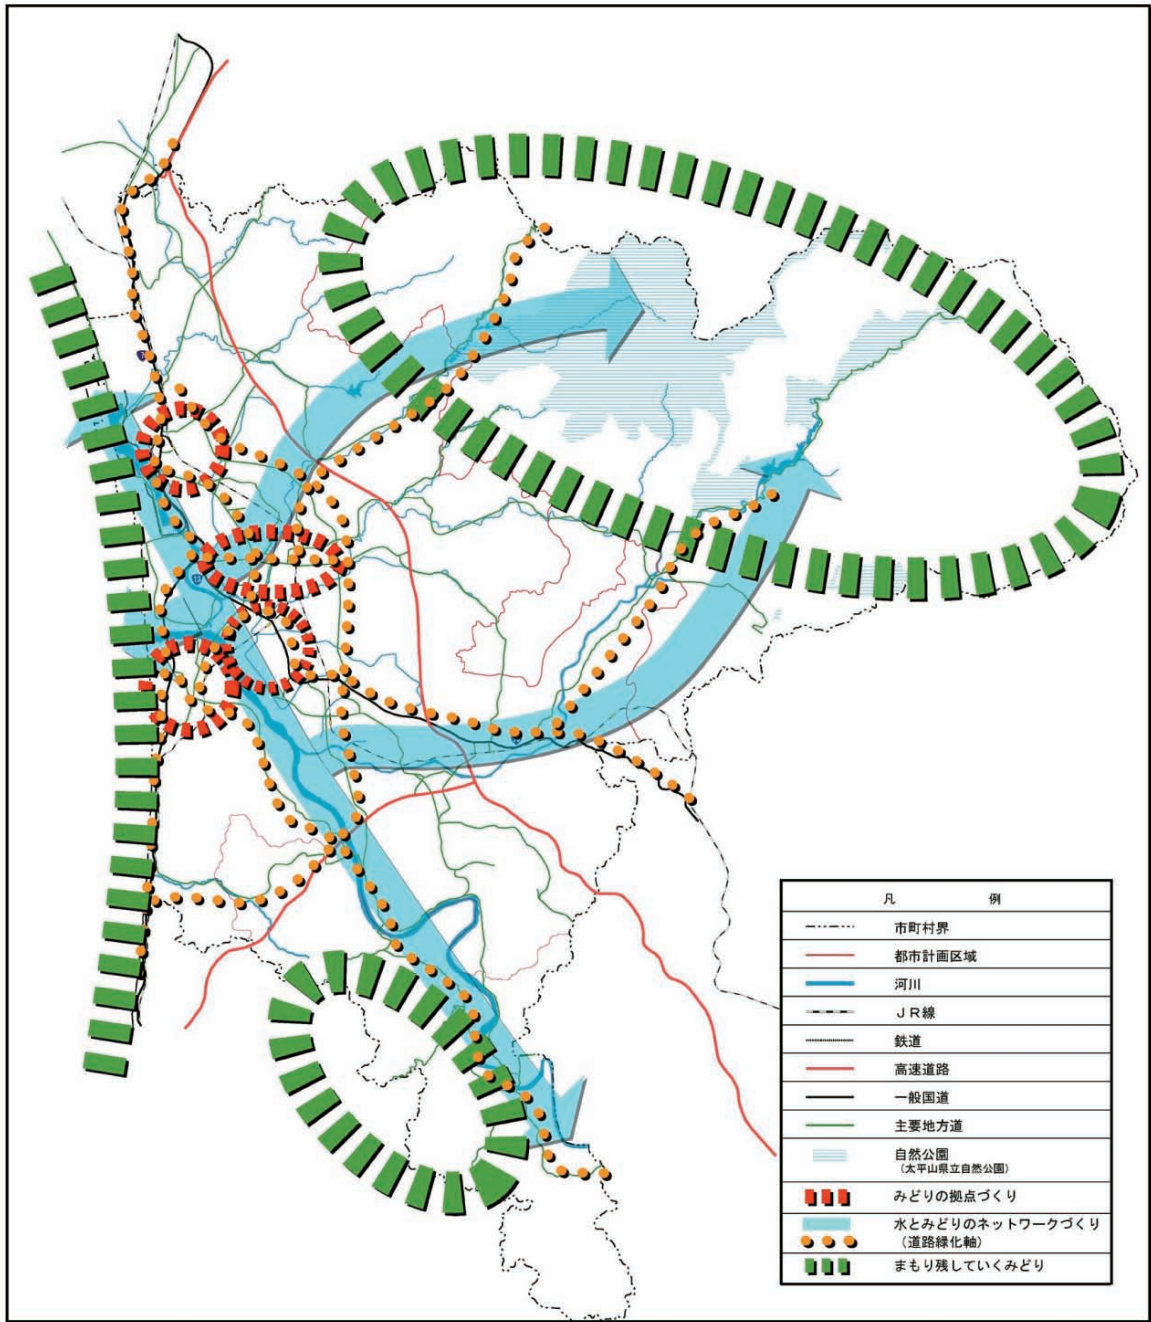 7
13
凡 例
市町村界
都市計画区域
河川
JR線
鉄道
高速道路
一般国道
主要地方道
自然公園
(太平山県立自然公園)
みどりの拠点づくり
水とみどりのネットワークづくり
(道路緑化軸)
まもり残していくみどり